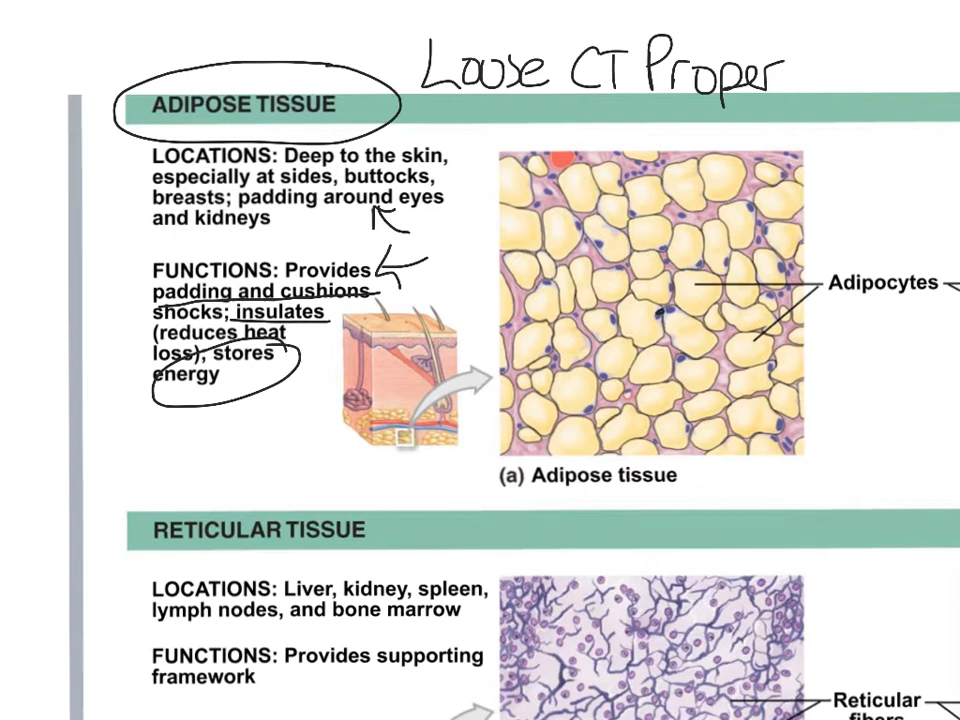 Loose CT Proper
ADIPOSE TISSUE
LOCATIONS: Deep to the skin,
especially at sides, buttocks,
breasts; padding around eyes
and kidneys
FUNCTIONS: Provides
padding and cushions
shocks; insulates
(reduces heat
loss); stores
energy
Adipocytes
(a) Adipose tissue
RETICULAR TISSUE
LOCATIONS: Liver, kidney, spleen,
lymph nodes, and bone marrow
FUNCTIONS: Provides supporting
framework
Reticular
fibers